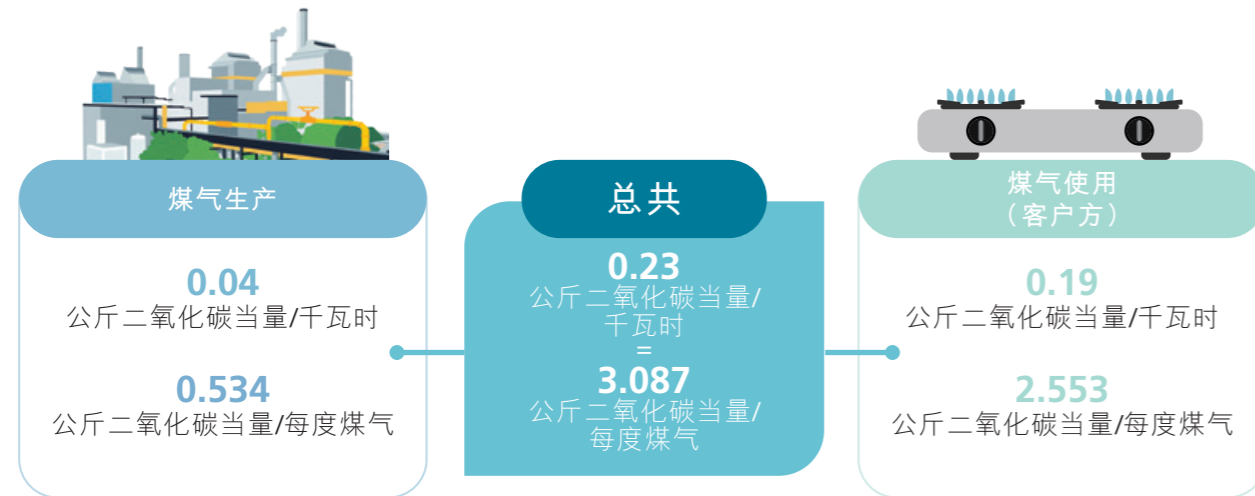 煤气生产
0.04
公斤二氧化碳当量/千瓦时
0.534
公斤二氧化碳当量/每度煤气
总共
0.23
公斤二氧化碳当量/
千瓦时
=
3.087
公斤二氧化碳当量/
每度煤气
煤气使用
（客户方）
0.19
公斤二氧化碳当量/千瓦时
2.553
公斤二氧化碳当量/每度煤气